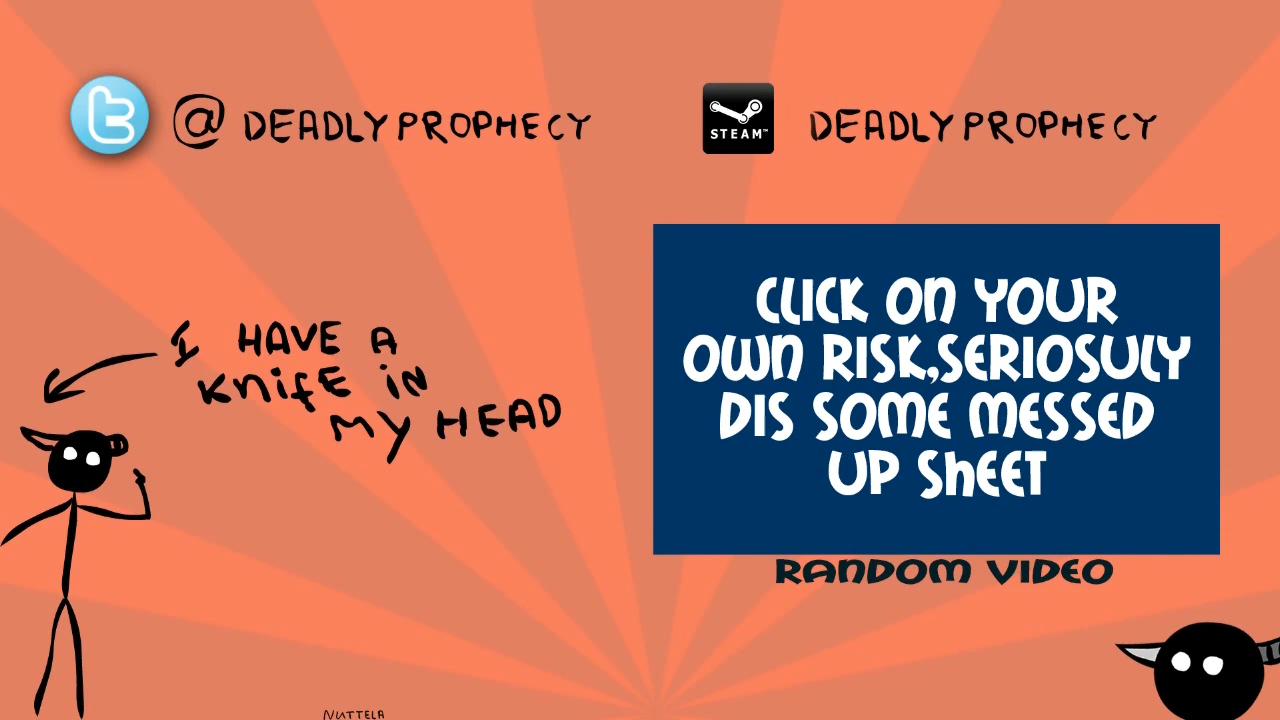 @ DEADLYPROPHECY
STEAM™
DEADLYPROPHECY
I HAVE A
KNIFE IN
MY HEAD
CLICK ON YOUR
OWN RISK,SERIOSULY
DIS SOME MESSED
UP SHEET
RANDOM VIDEO
NUTTELA